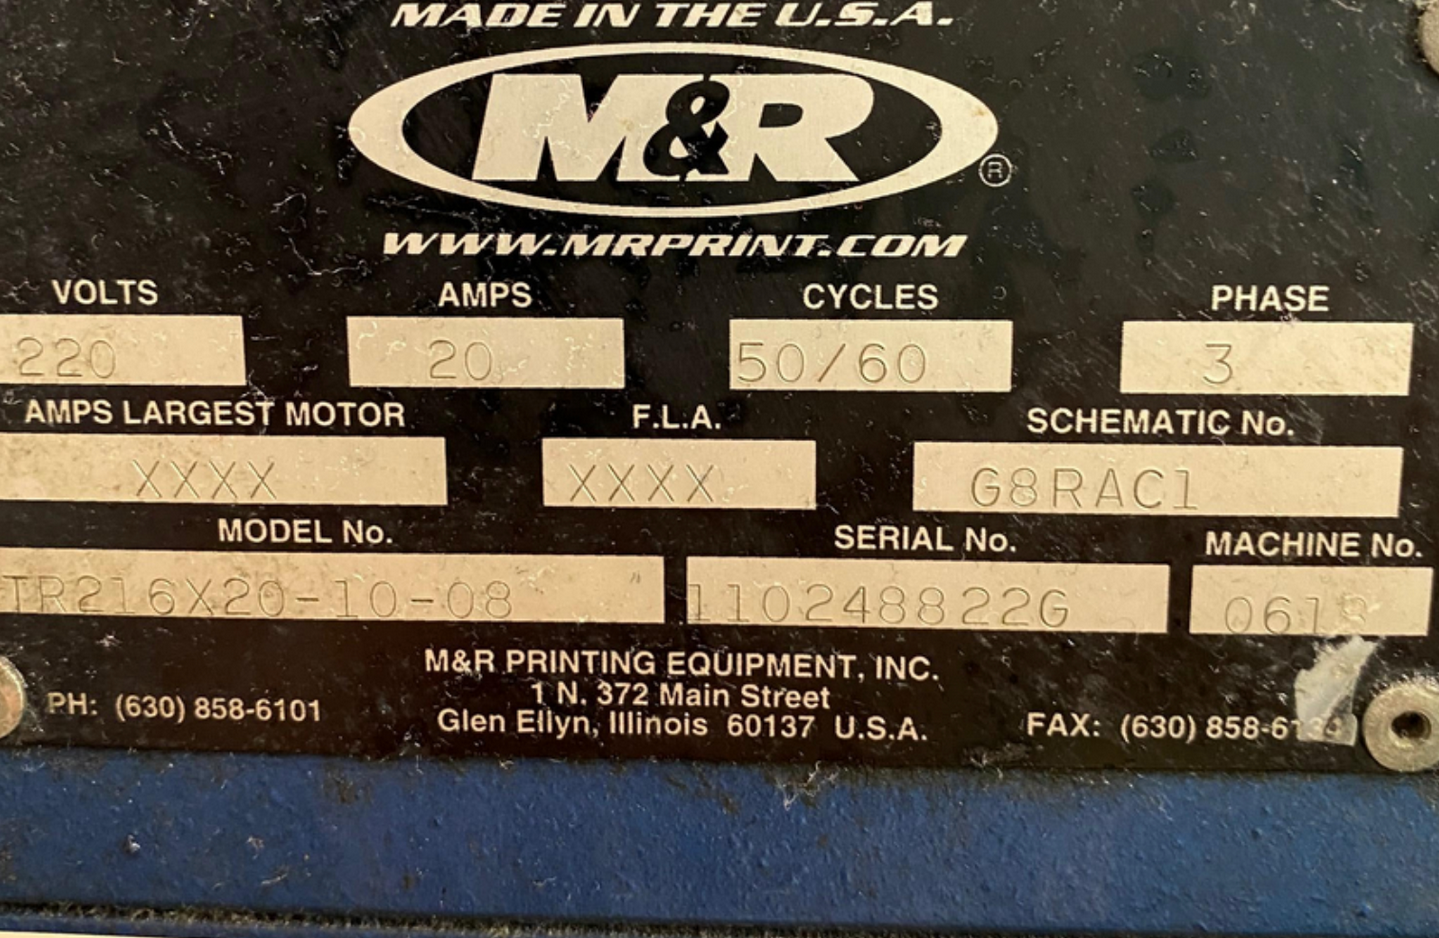 MADE IN THE U.S.A.
M&R ®
WWW.MRPRINT.COM
VOLTS AMPS CYCLES PHASE
220 20 50/60 3
AMPS LARGEST MOTOR F.L.A. SCHEMATIC No.
XXXX XXXX G8RAC1
MODEL No. SERIAL No. MACHINE No.
TR216X20-10-08 110248822G
M&R PRINTING EQUIPMENT, INC.
1 N. 372 Main Street
PH: (630) 858-6101 Glen Ellyn, Illinois 60137 U.S.A. FAX: (630)